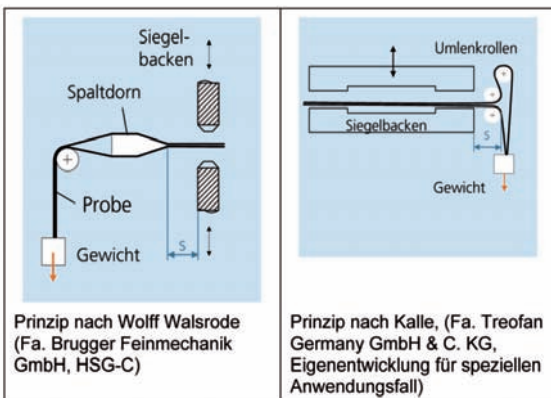 Siegel-
backen
Spaltdorn
S
Probe
Gewicht
Prinzip nach Wolff Walsrode
(Fa. Brugger Feinmechanik
GmbH, HSG-C)
Umlenkrollen
Siegelbacken
S
Gewicht
Prinzip nach Kalle, (Fa. Treofan
Germany GmbH & C. KG,
Eigenentwicklung für speziellen
Anwendungsfall)